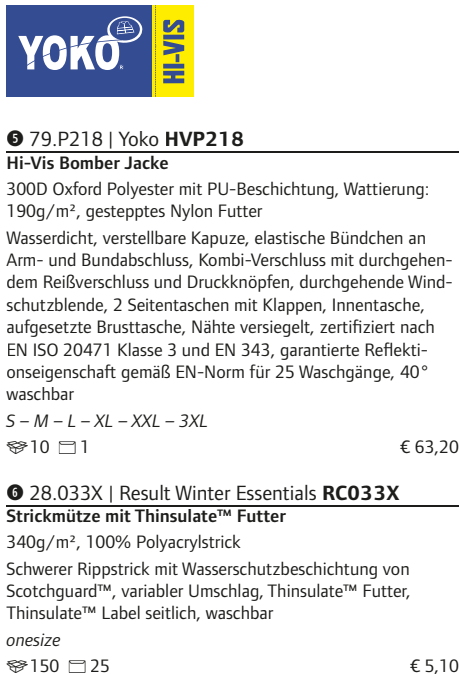 YOKO®
HI-VIS
❺ 79.P218 | Yoko HVP218
Hi-Vis Bomber Jacke
300D Oxford Polyester mit PU-Beschichtung, Wattierung:
190g/m², gestepptes Nylon Futter
Wasserdicht, verstellbare Kapuze, elastische Bündchen an
Arm- und Bundabschluss, Kombi-Verschluss mit durchgehen-
dem Reißverschluss und Druckknöpfen, durchgehende Wind-
schutzblende, 2 Seitentaschen mit Klappen, Innentasche,
aufgesetzte Brusttasche, Nähte versiegelt, zertifiziert nach
EN ISO 20471 Klasse 3 und EN 343, garantierte Reflekti-
onseigenschaft gemäß EN-Norm für 25 Waschgänge, 40°
waschbar
S – M – L – XL – XXL – 3XL
10 1 € 63,20
❻ 28.033X | Result Winter Essentials RC033X
Strickmütze mit Thinsulate™ Futter
340g/m², 100% Polyacrylstrick
Schwerer Rippstrick mit Wasserschutzbeschichtung von
Scotchguard™, variabler Umschlag, Thinsulate™ Futter,
Thinsulate™ Label seitlich, waschbar
onesize
150 25 € 5,10